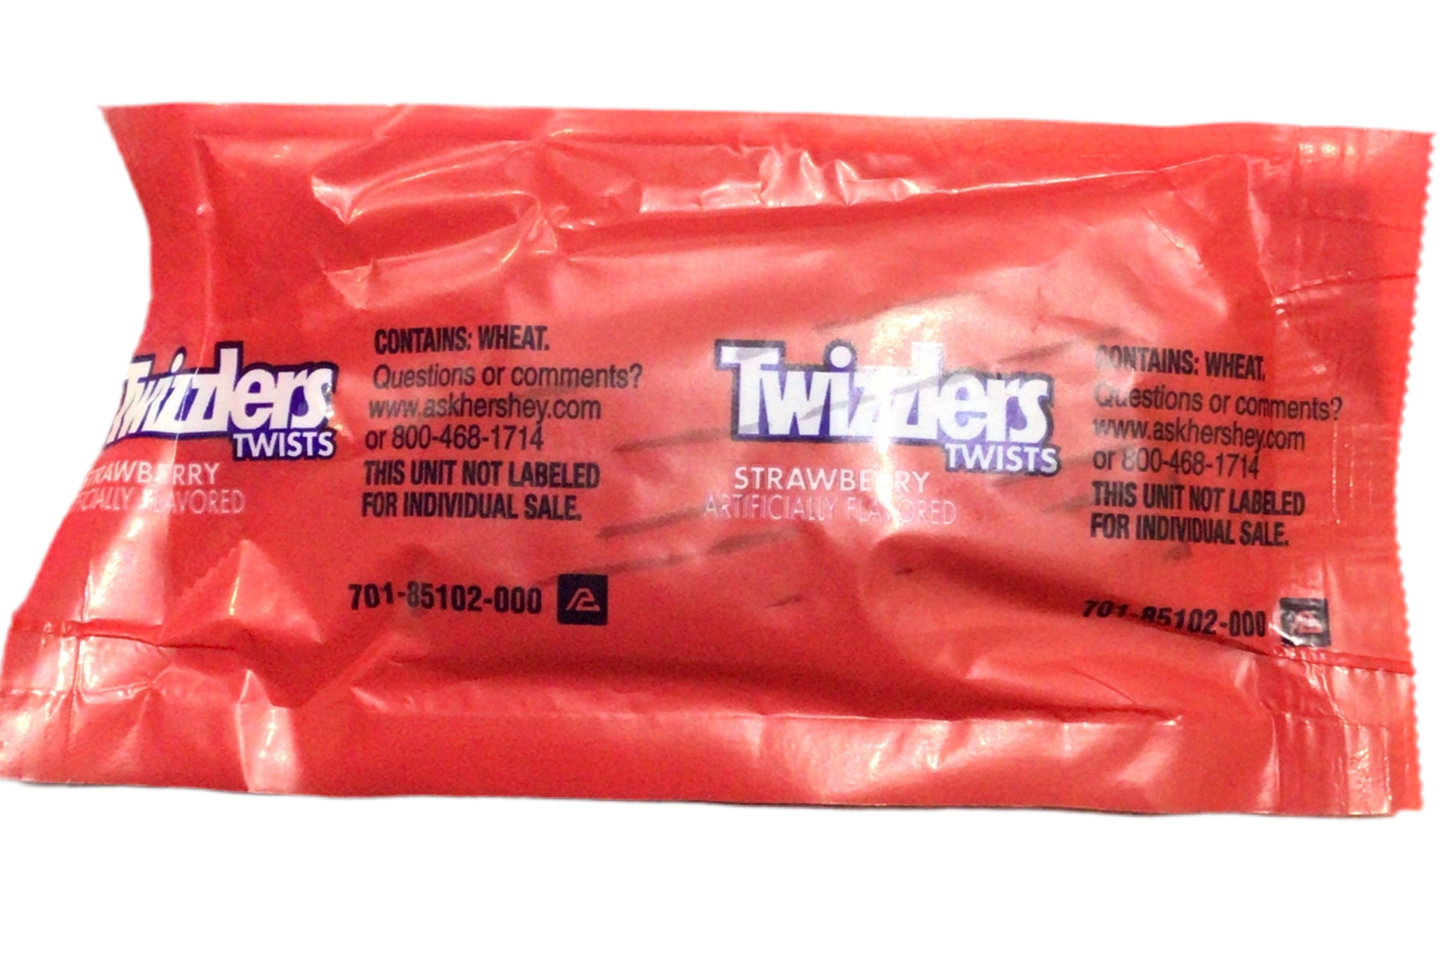 Twizzlers
TWISTS
CONTAINS: WHEAT.
Questions or comments?
www.askhershey.com
or 800-468-1714
THIS UNIT NOT LABELED
FOR INDIVIDUAL SALE.
701-85102-000
Twizzlers
TWISTS
STRAWBERRY
ARTIFICIALLY FLAVORED
CONTAINS: WHEAT.
Questions or comments?
www.askhershey.com
or 800-468-1714
THIS UNIT NOT LABELED
FOR INDIVIDUAL SALE.
701-85102-000